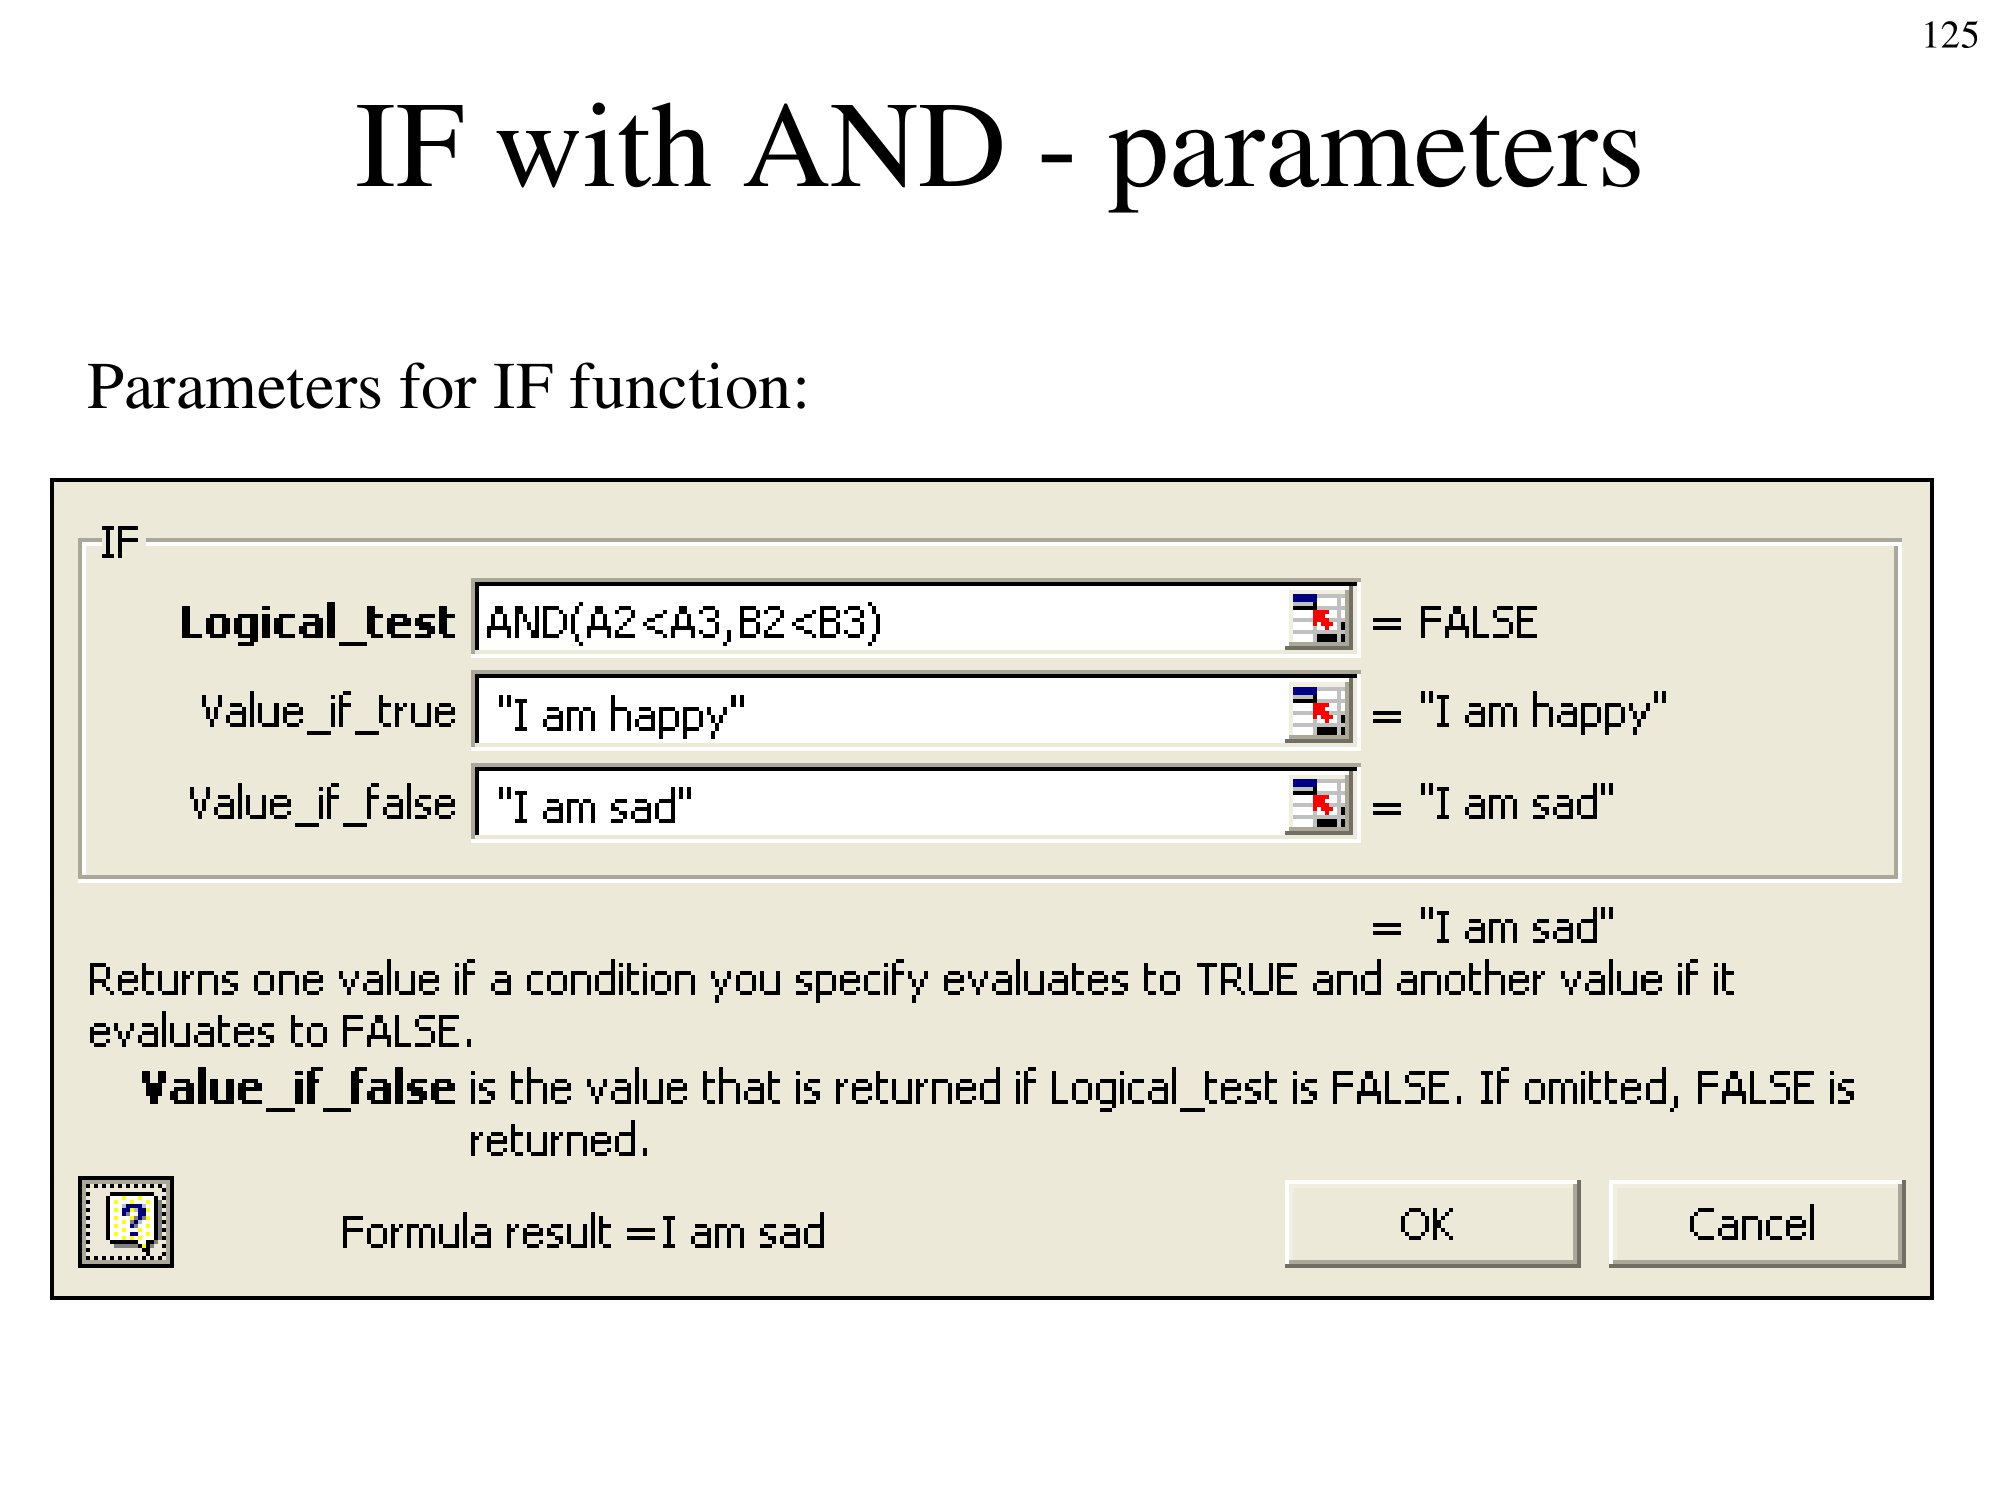 125
IF with AND - parameters
Parameters for IF function:
IF
Logical_test AND(A2<A3,B2<B3) = FALSE
Value_if_true "I am happy" = "I am happy"
Value_if_false "I am sad" = "I am sad"
= "I am sad"
Returns one value if a condition you specify evaluates to TRUE and another value if it
evaluates to FALSE.
Value_if_false is the value that is returned if Logical_test is FALSE. If omitted, FALSE is
returned.
? Formula result =I am sad OK Cancel